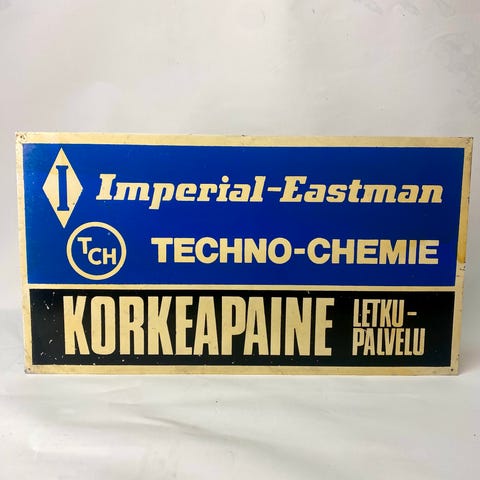 I Imperial-Eastman
TCH TECHNO-CHEMIE
KORKEAPAINE LETKU-
PALVELU